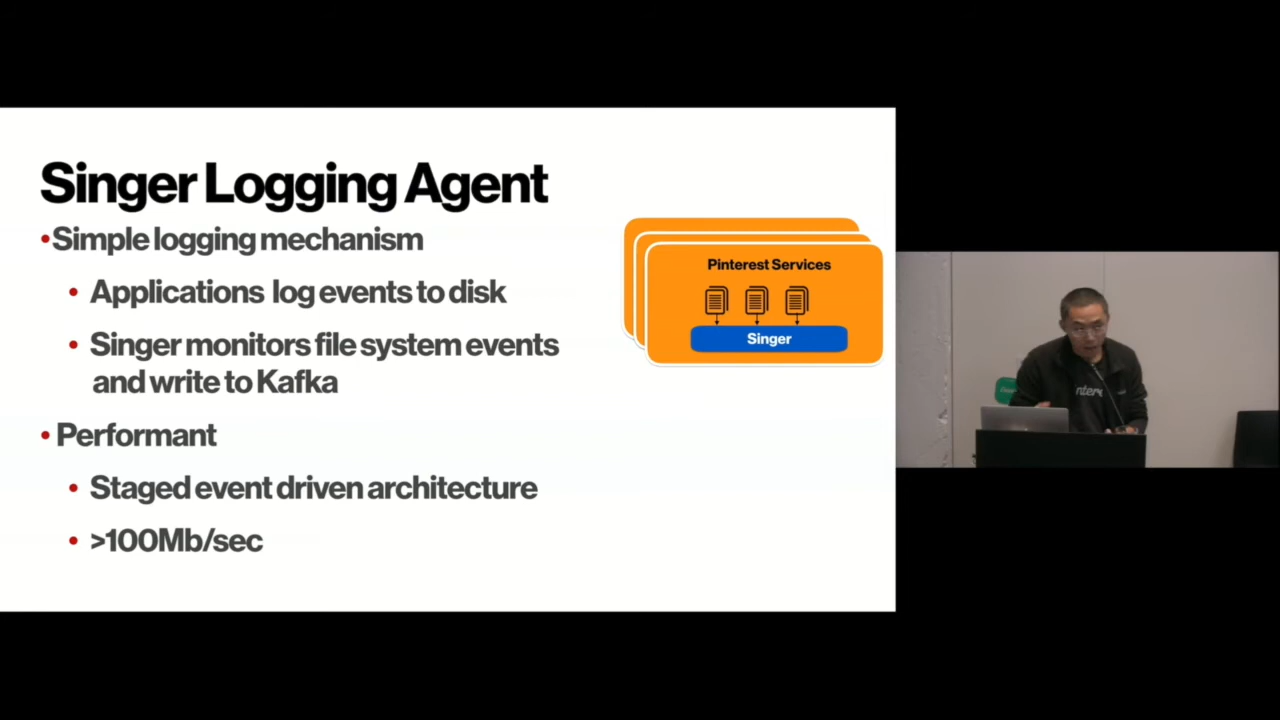 Singer Logging Agent
•Simple logging mechanism
• Applications log events to disk
• Singer monitors file system events
and write to Kafka
• Performant
• Staged event driven architecture
• >100Mb/sec
Pinterest Services
Singer